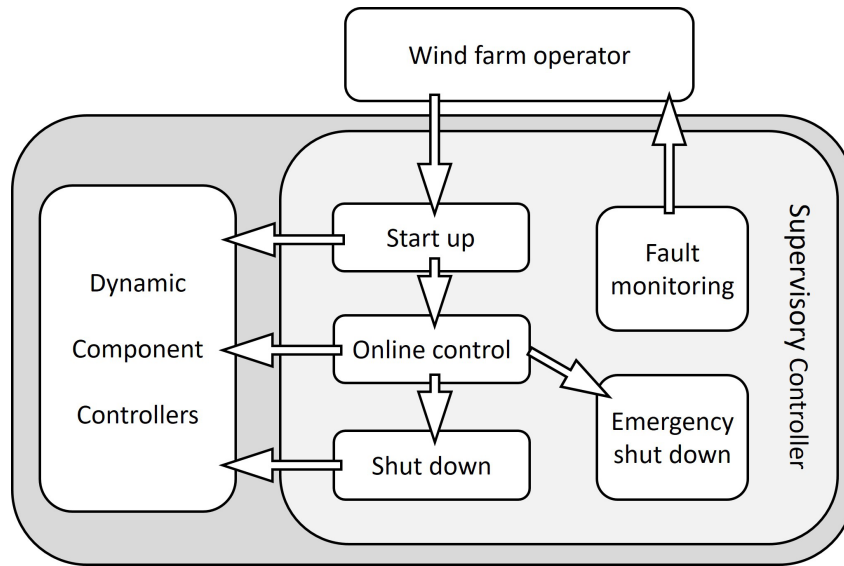 Wind farm operator
Start up
Fault
monitoring
Supervisory Controller
Dynamic
Component
Controllers
Online control
Emergency
shut down
Shut down